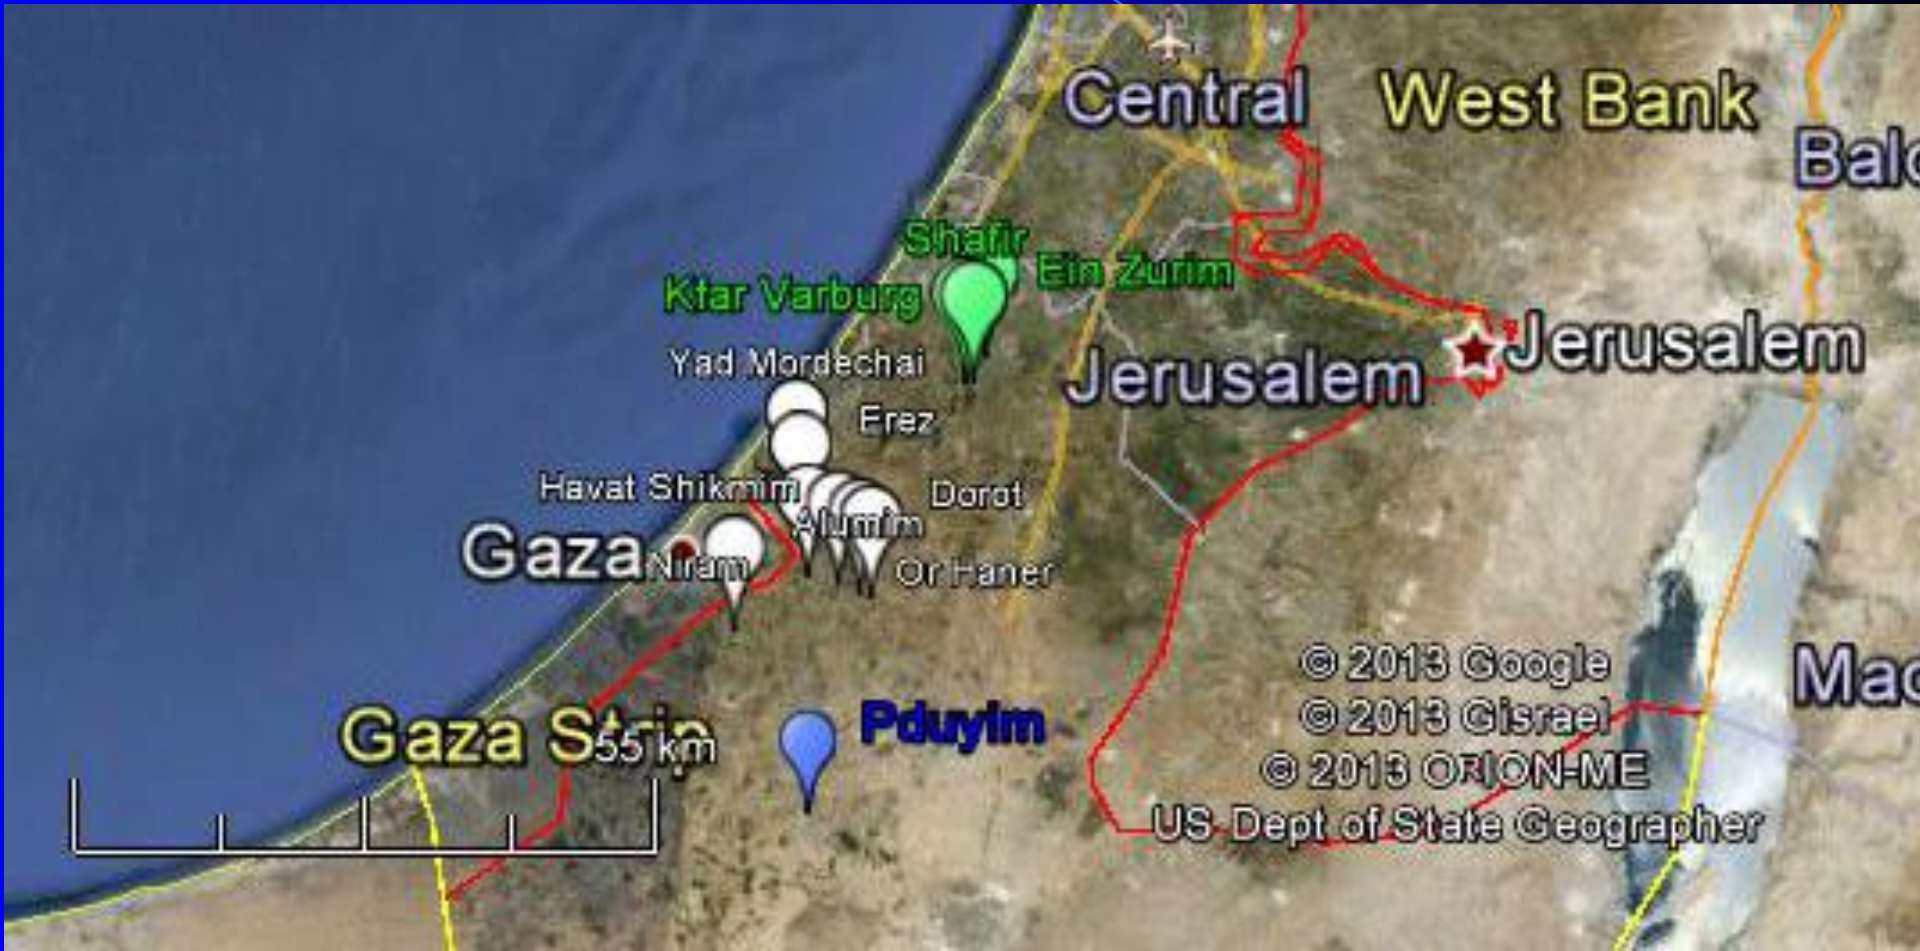 Central
West Bank
Balq
Shafir
Ein Zurim
Kfar Varburg
Yad Mordechai
Jerusalem
Jerusalem
Erez
Havat Shikmim
Dorot
Alumim
Gaza
Niram
Or Haner
© 2013 Google
Mad
© 2013 Gisrael
Pduyim
Gaza Strip
55 km
© 2013 ORION-ME
US Dept of State Geographer